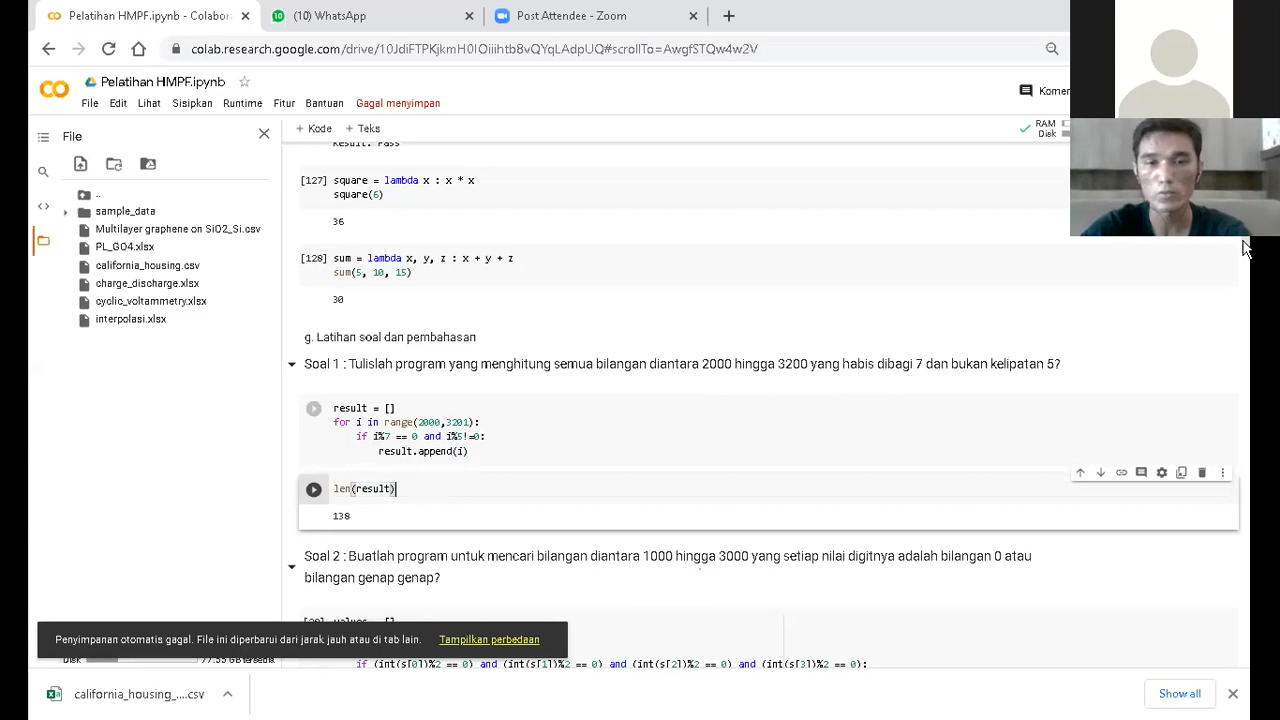 Pelatihan HMPF.ipynb - Colabora
(10) WhatsApp
Post Attendee - Zoom
colab.research.google.com/drive/10JdiFTPKjkmH0IOiiihtb8vQYqLAdpUQ#scrollTo=AwgfSTQw4w2V
Pelatihan HMPF.ipynb
File Edit Lihat Sisipkan Runtime Fitur Bantuan Gagal menyimpan
Komen
File
+ Kode + Teks
RAM
Disk
Result: Pass
..
sample_data
Multilayer graphene on SiO2_Si.csv
PL_GO4.xlsx
california_housing.csv
charge_discharge.xlsx
cyclic_voltammetry.xlsx
interpolasi.xlsx
[127] square = lambda x : x * x
square(6)
36
[128] sum = lambda x, y, z : x + y + z
sum(5, 10, 15)
30
g. Latihan soal dan pembahasan
Soal 1 : Tulislah program yang menghitung semua bilangan diantara 2000 hingga 3200 yang habis dibagi 7 dan bukan kelipatan 5?
result = []
for i in range(2000,3201):
if i%7 == 0 and i%5!=0:
result.append(i)
len(result)
138
Soal 2 : Buatlah program untuk mencari bilangan diantara 1000 hingga 3000 yang setiap nilai digitnya adalah bilangan 0 atau
bilangan genap genap?
values = []
if (int(s[0])%2 == 0) and (int(s[1])%2 == 0) and (int(s[2])%2 == 0) and (int(s[3])%2 == 0):
Penyimpanan otomatis gagal. File ini diperbarui dari jarak jauh atau di tab lain. Tampilkan perbedaan
Disk
california_housing_....csv
Show all